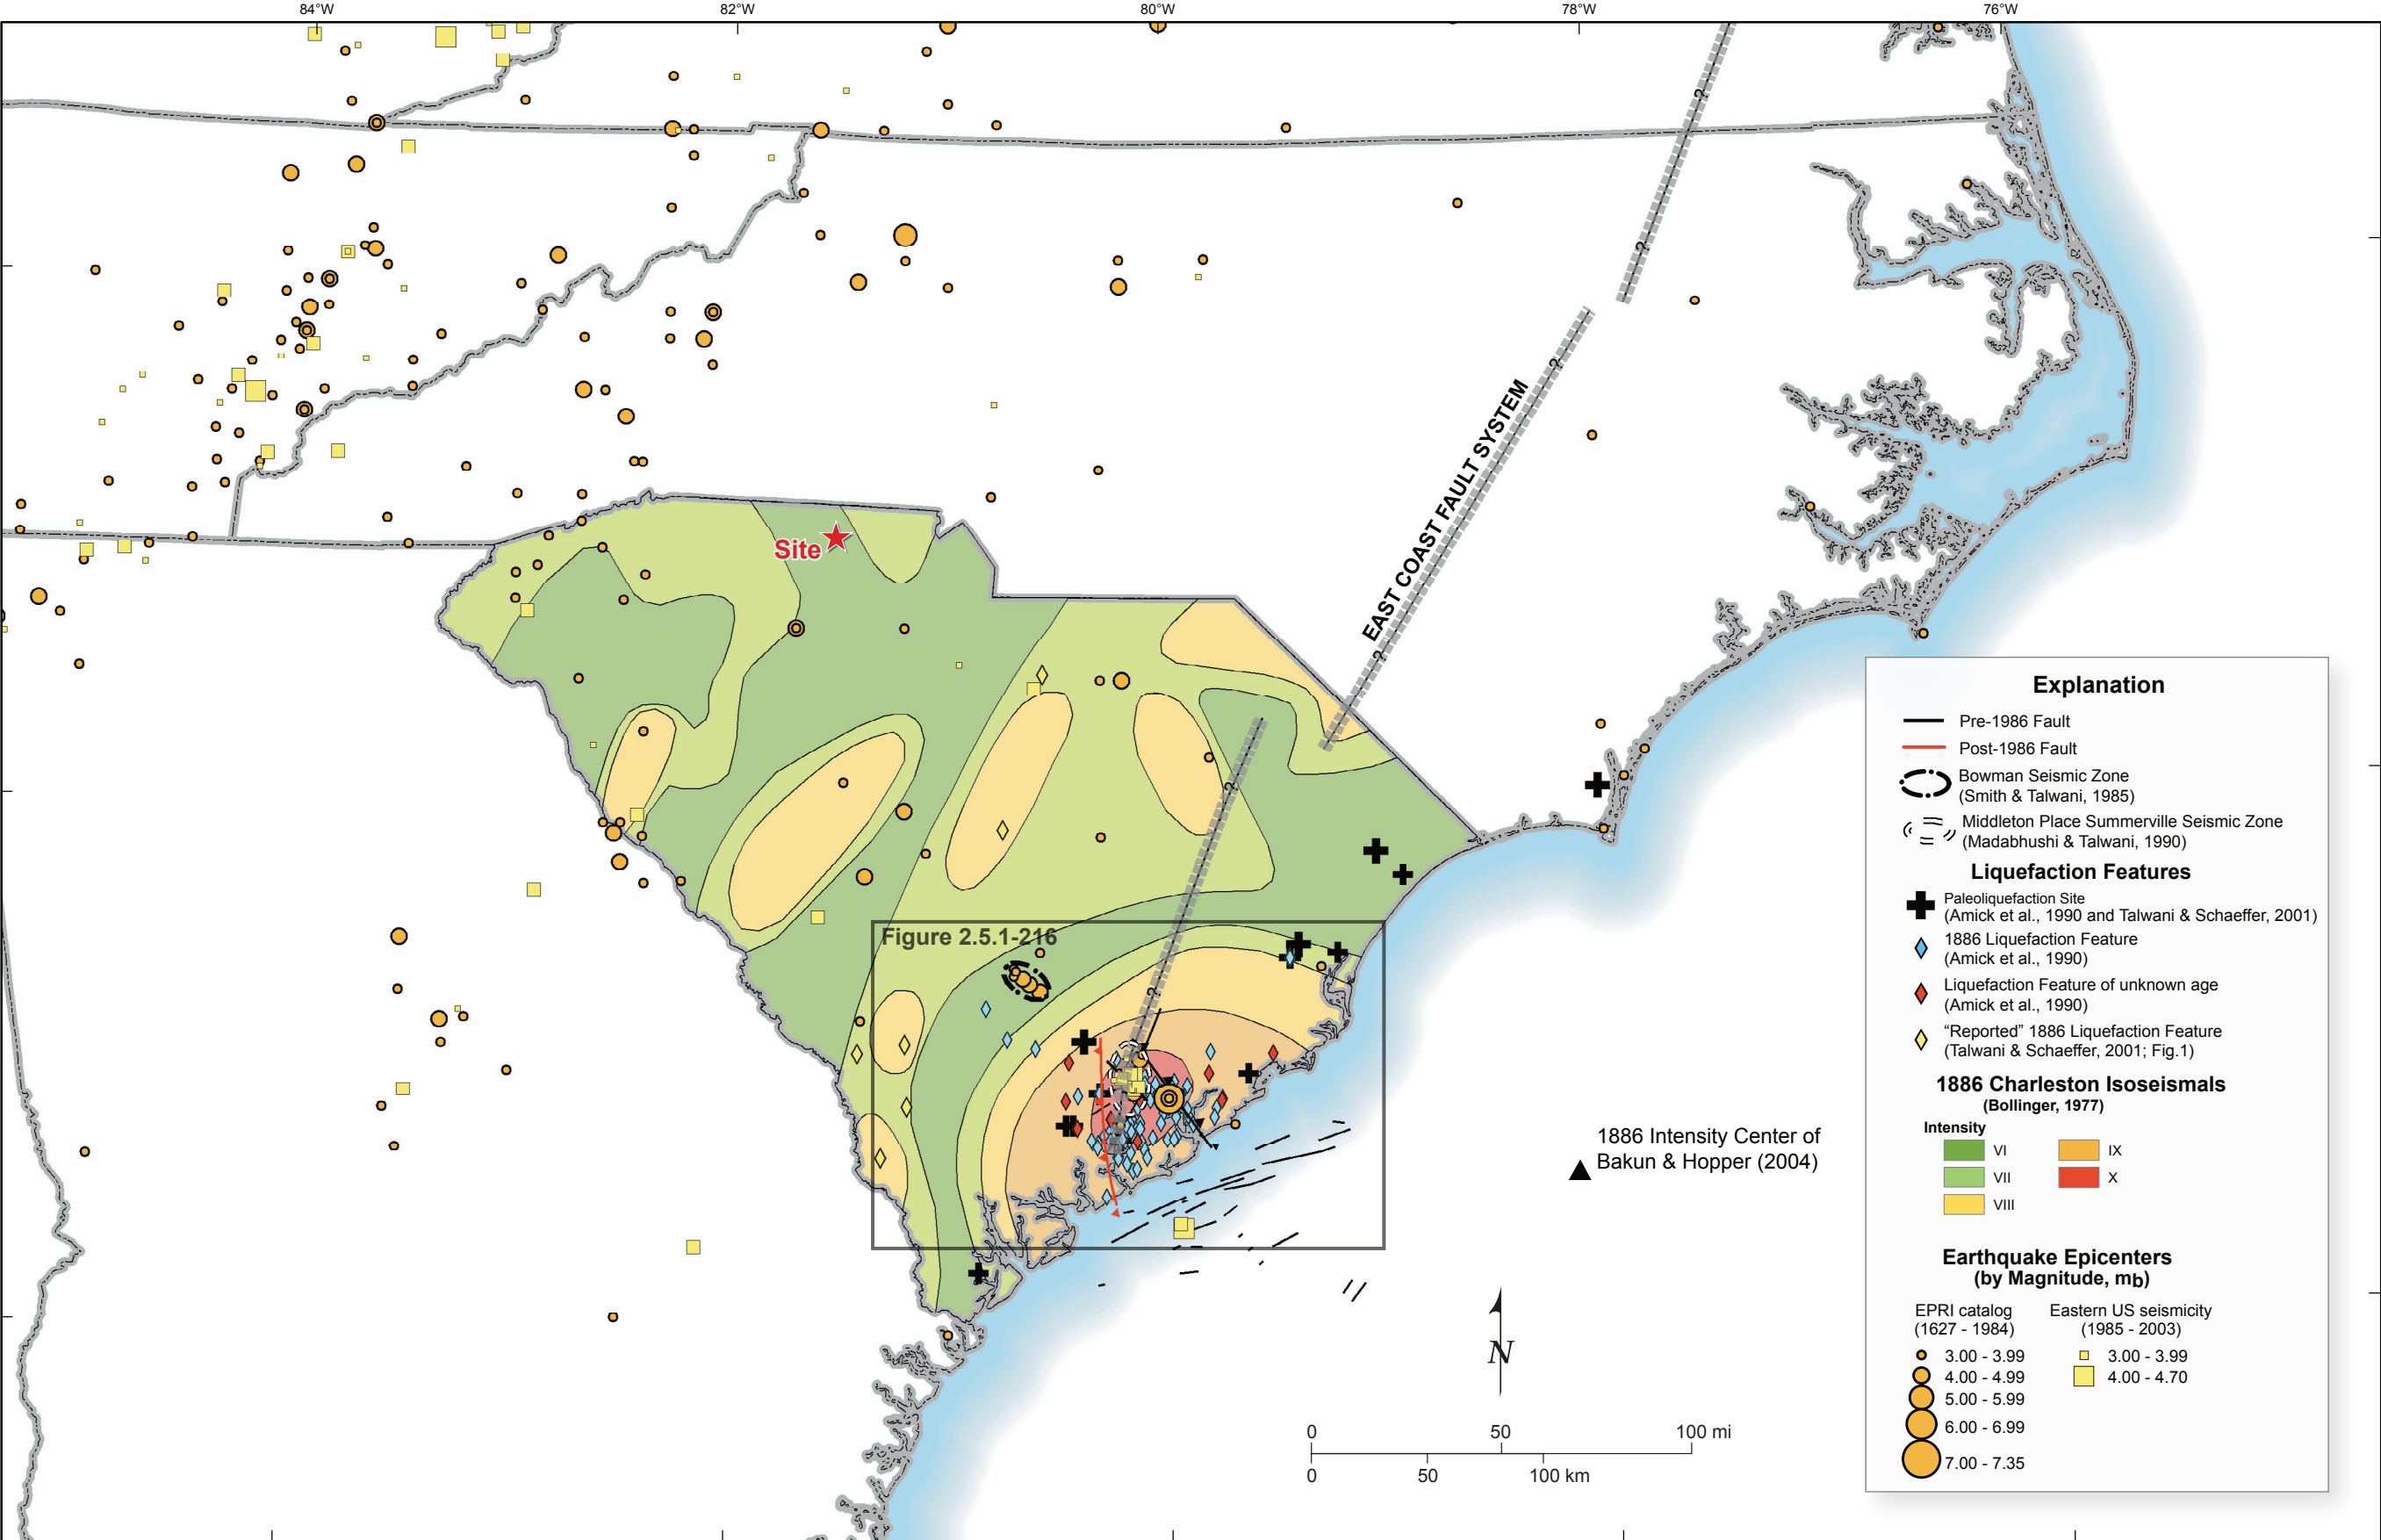 84°W
82°W
80°W
78°W
76°W
?
?
?
EAST COAST FAULT SYSTEM
?
?
?
Site
Figure 2.5.1-216
1886 Intensity Center of
Bakun & Hopper (2004)
N
0 50 100 mi
0 50 100 km
Explanation
Pre-1986 Fault
Post-1986 Fault
Bowman Seismic Zone
(Smith & Talwani, 1985)
Middleton Place Summerville Seismic Zone
(Madabhushi & Talwani, 1990)
Liquefaction Features
Paleoliquefaction Site
(Amick et al., 1990 and Talwani & Schaeffer, 2001)
1886 Liquefaction Feature
(Amick et al., 1990)
Liquefaction Feature of unknown age
(Amick et al., 1990)
“Reported” 1886 Liquefaction Feature
(Talwani & Schaeffer, 2001; Fig.1)
1886 Charleston Isoseismals
(Bollinger, 1977)
Intensity
VI IX
VII X
VIII
Earthquake Epicenters
(by Magnitude, mb)
EPRI catalog Eastern US seismicity
(1627 - 1984) (1985 - 2003)
3.00 - 3.99 3.00 - 3.99
4.00 - 4.99 4.00 - 4.70
5.00 - 5.99
6.00 - 6.99
7.00 - 7.35